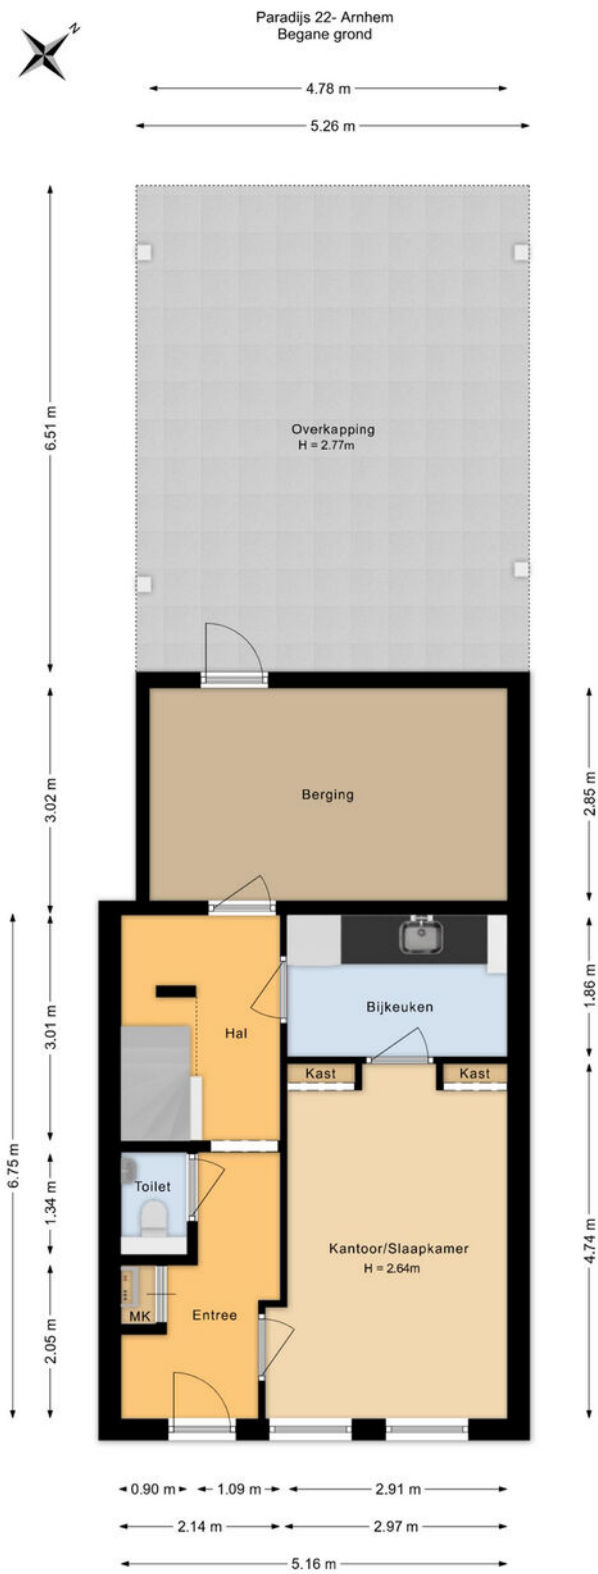 Paradijs 22- Arnhem
Begane grond
N
4.78 m
5.26 m
6.51 m
Overkapping
H = 2.77m
3.02 m
Berging
2.85 m
6.75 m
3.01 m
Hal
Bijkeuken
1.86 m
Kast
Kast
1.34 m
Toilet
Kantoor/Slaapkamer
H = 2.64m
4.74 m
2.05 m
MK
Entree
0.90 m
1.09 m
2.91 m
2.14 m
2.97 m
5.16 m